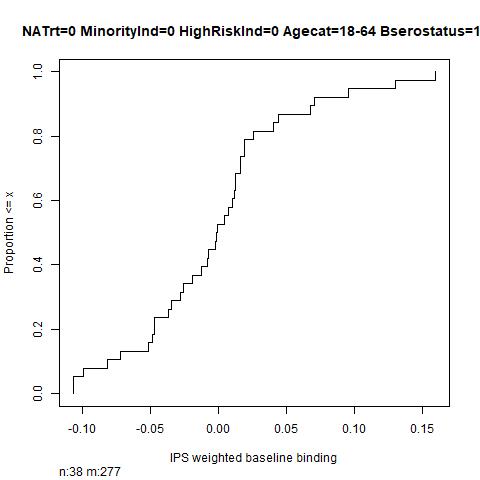 NATrt=0 MinorityInd=0 HighRiskInd=0 Agecat=18-64 Bserostatus=1
Proportion <= x
1.0
0.8
0.6
0.4
0.2
0.0
-0.10 -0.05 0.00 0.05 0.10 0.15
IPS weighted baseline binding
n:38 m:277